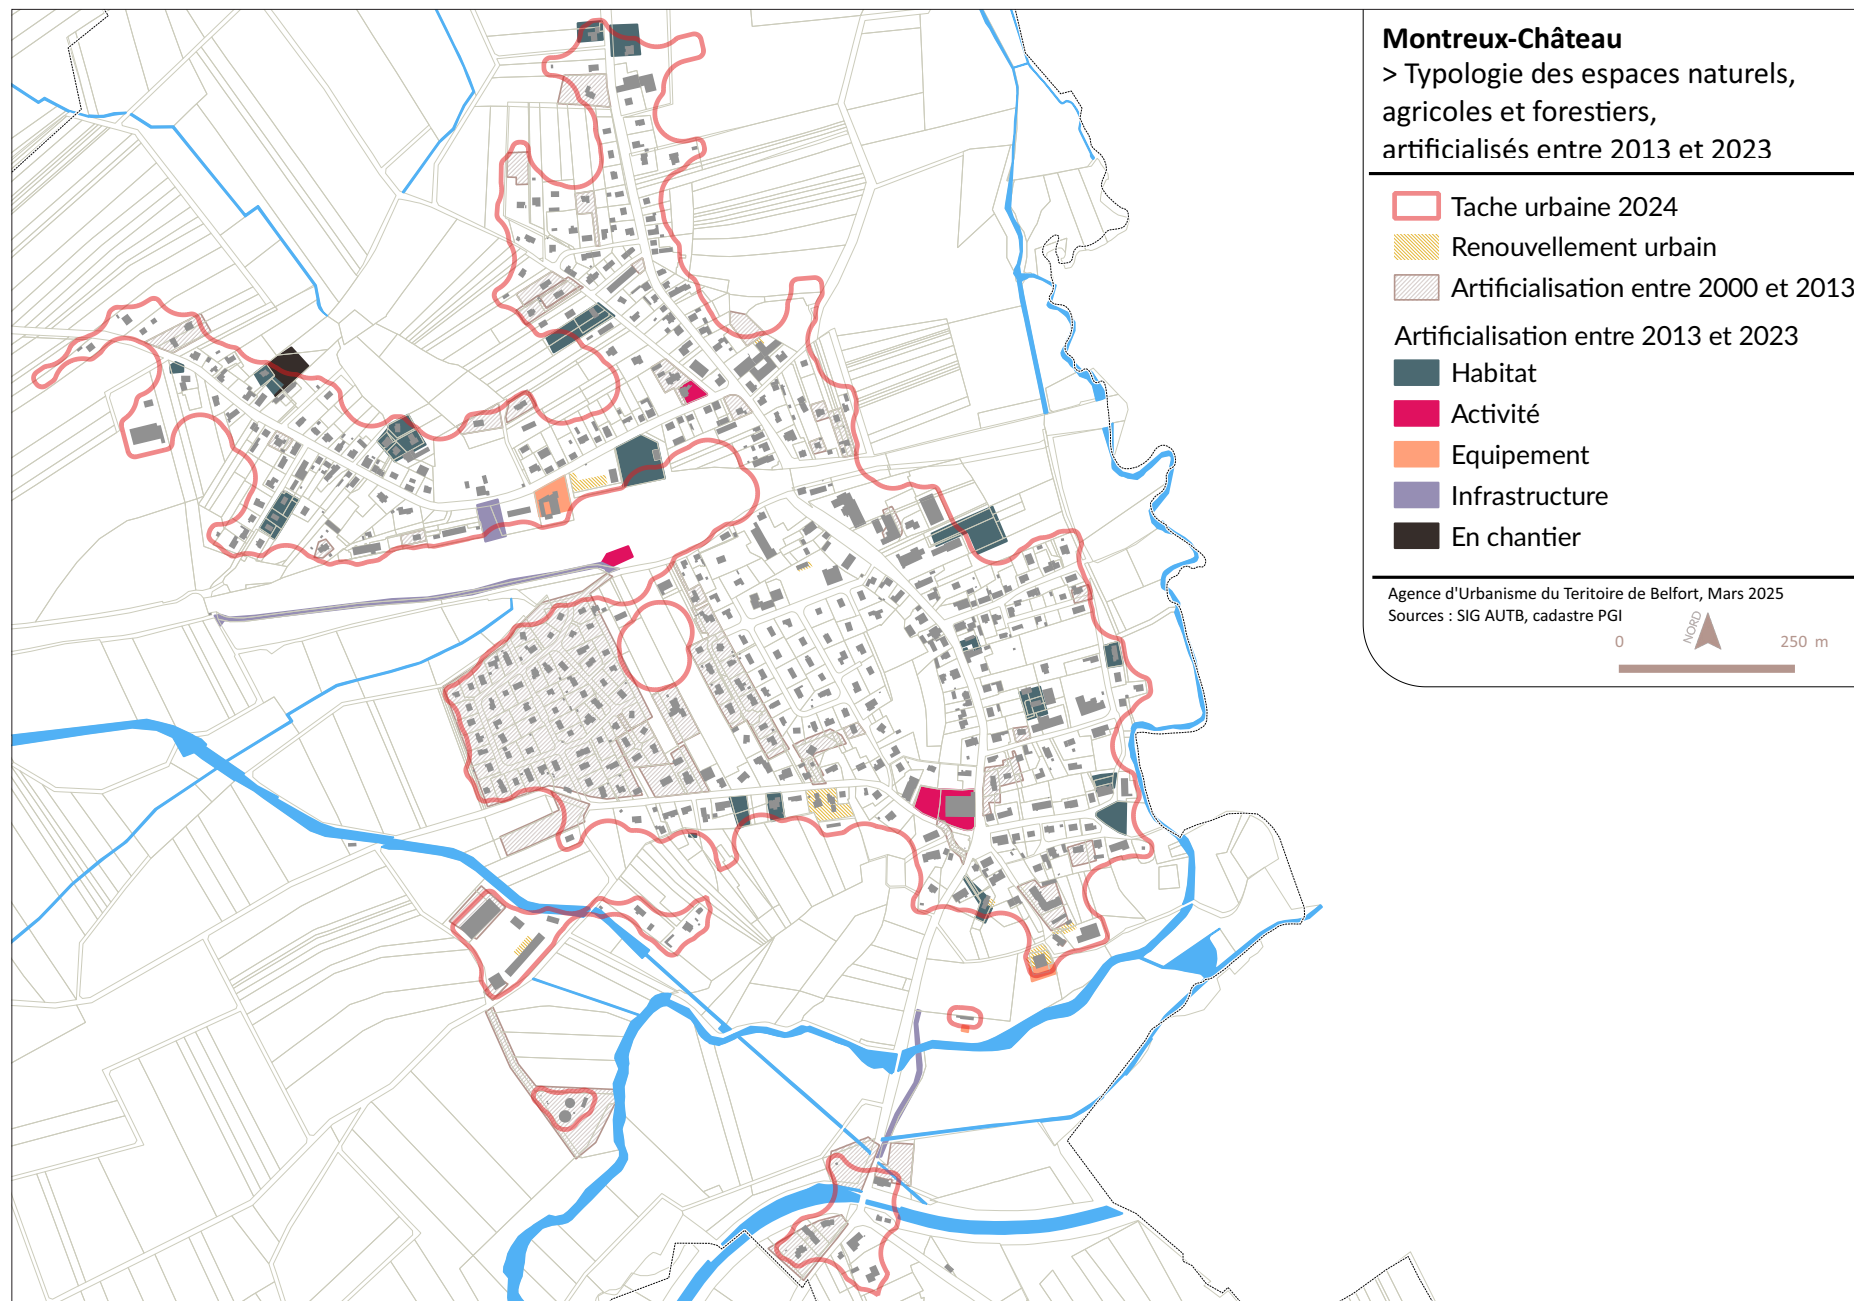 Montreux-Château
> Typologie des espaces naturels,
agricoles et forestiers,
artificialisés entre 2013 et 2023
Tache urbaine 2024
Renouvellement urbain
Artificialisation entre 2000 et 2013
Artificialisation entre 2013 et 2023
Habitat
Activité
Equipement
Infrastructure
En chantier
Agence d'Urbanisme du Teritoire de Belfort, Mars 2025
Sources : SIG AUTB, cadastre PGI
NORD
0 250 m